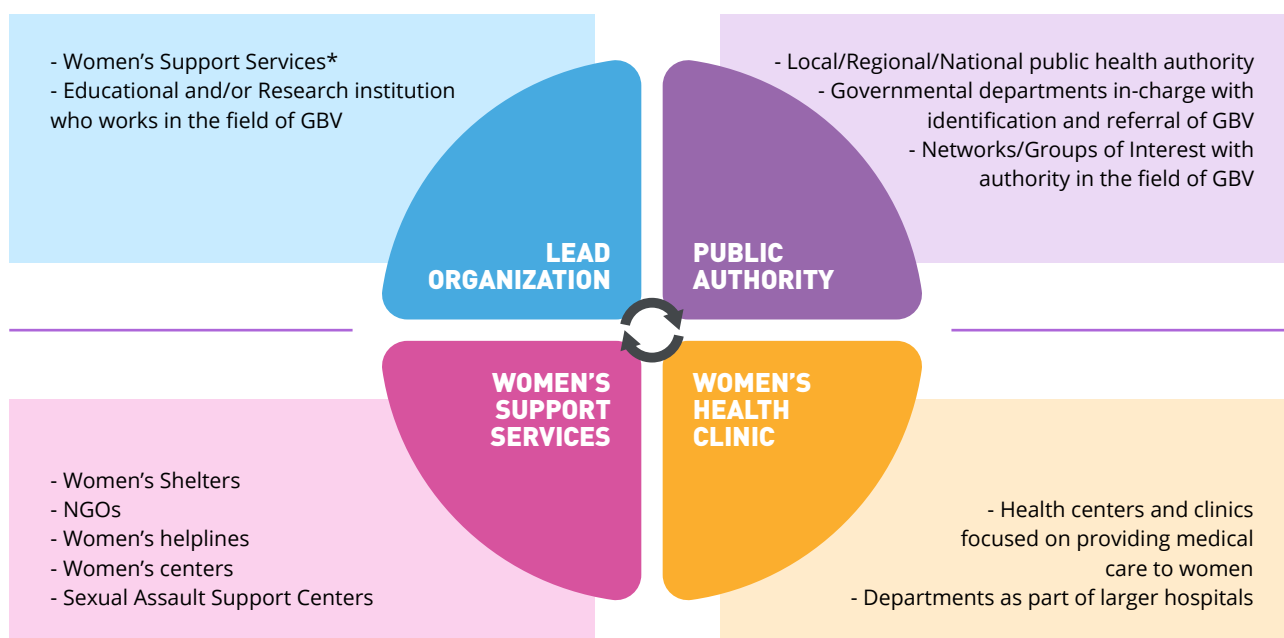 - Women's Support Services*
- Educational and/or Research institution
who works in the field of GBV
LEAD
ORGANIZATION
- Local/Regional/National public health authority
- Governmental departments in-charge with
identification and referral of GBV
- Networks/Groups of Interest with
authority in the field of GBV
PUBLIC
AUTHORITY
WOMEN'S
SUPPORT
SERVICES
- Women's Shelters
- NGOs
- Women's helplines
- Women's centers
- Sexual Assault Support Centers
WOMEN'S
HEALTH
CLINIC
- Health centers and clinics
focused on providing medical
care to women
- Departments as part of larger hospitals